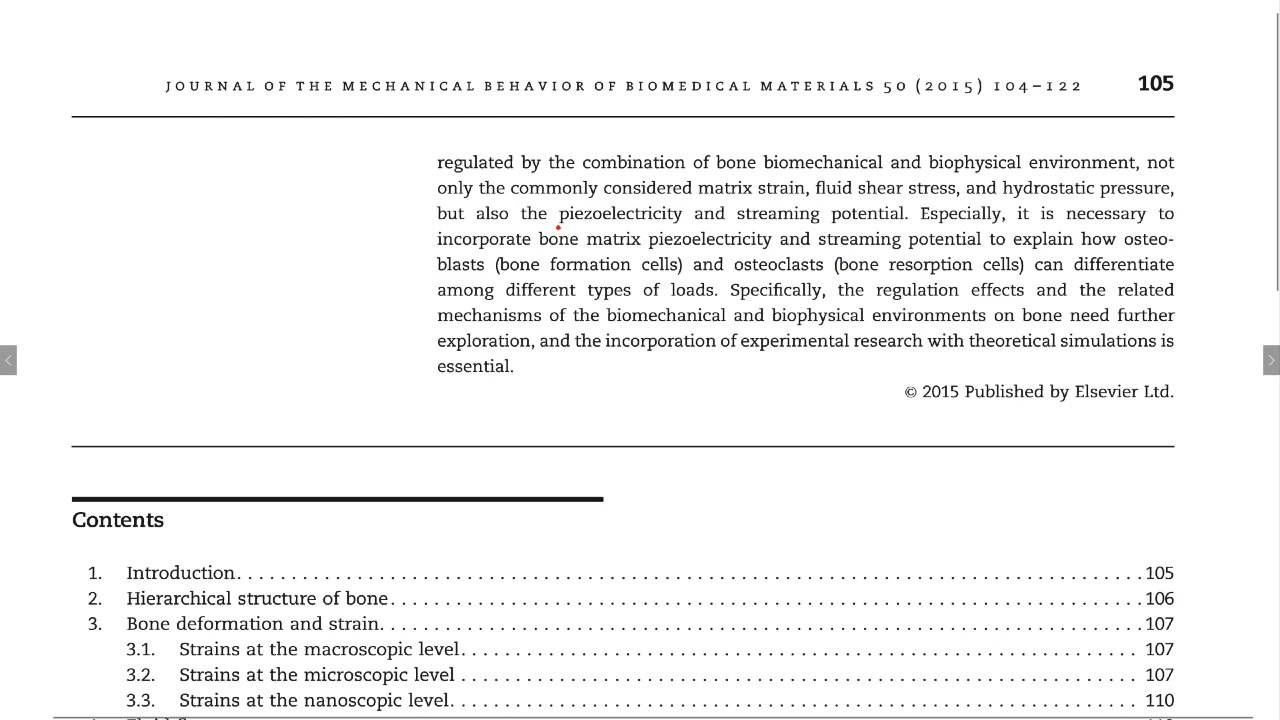 JOURNAL OF THE MECHANICAL BEHAVIOR OF BIOMEDICAL MATERIALS 50 (2015) 104–122 105
regulated by the combination of bone biomechanical and biophysical environment, not
only the commonly considered matrix strain, fluid shear stress, and hydrostatic pressure,
but also the piezoelectricity and streaming potential. Especially, it is necessary to
incorporate bone matrix piezoelectricity and streaming potential to explain how osteo-
blasts (bone formation cells) and osteoclasts (bone resorption cells) can differentiate
among different types of loads. Specifically, the regulation effects and the related
mechanisms of the biomechanical and biophysical environments on bone need further
exploration, and the incorporation of experimental research with theoretical simulations is
essential.
© 2015 Published by Elsevier Ltd.
Contents
1. Introduction. . . . . . . . . . . . . . . . . . . . . . . . . . . . . . . . . . . . . . . . 105
2. Hierarchical structure of bone. . . . . . . . . . . . . . . . . . . . . . . . . . . . . . . . 106
3. Bone deformation and strain. . . . . . . . . . . . . . . . . . . . . . . . . . . . . . . . 107
3.1. Strains at the macroscopic level. . . . . . . . . . . . . . . . . . . . . . . . . . . . 107
3.2. Strains at the microscopic level . . . . . . . . . . . . . . . . . . . . . . . . . . . . 107
3.3. Strains at the nanoscopic level. . . . . . . . . . . . . . . . . . . . . . . . . . . . . 110